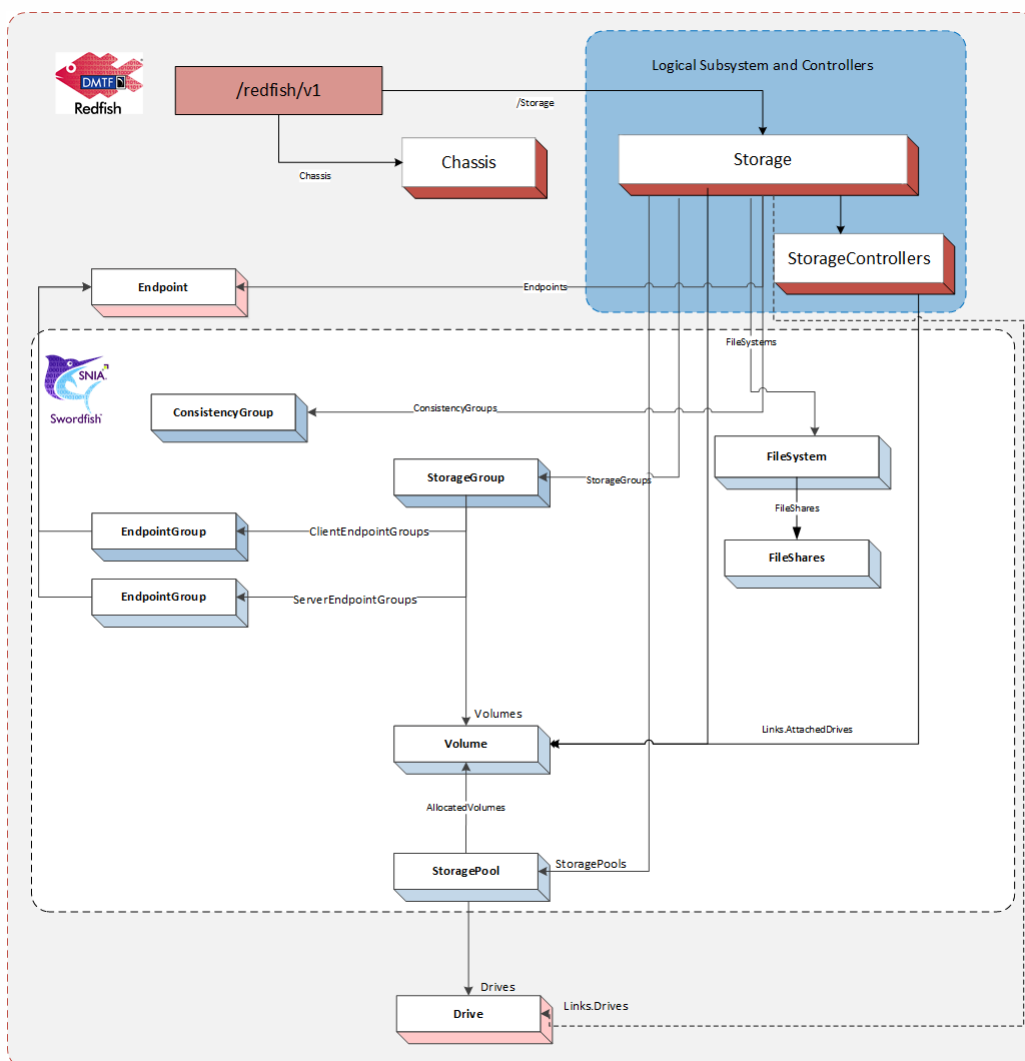 Logical Subsystem and Controllers
DMTF
Redfish
/redfish/v1
/Storage
Storage
Chassis
Chassis
StorageControllers
Endpoint
Endpoints
FileSystems
SNIA
Swordfish
ConsistencyGroup
ConsistencyGroups
FileSystem
StorageGroup
StorageGroups
FileShares
EndpointGroup
ClientEndpointGroups
FileShares
EndpointGroup
ServerEndpointGroups
Volumes
Volume
Links.AttachedDrives
AllocatedVolumes
StoragePool
StoragePools
Drives
Drive
Links.Drives